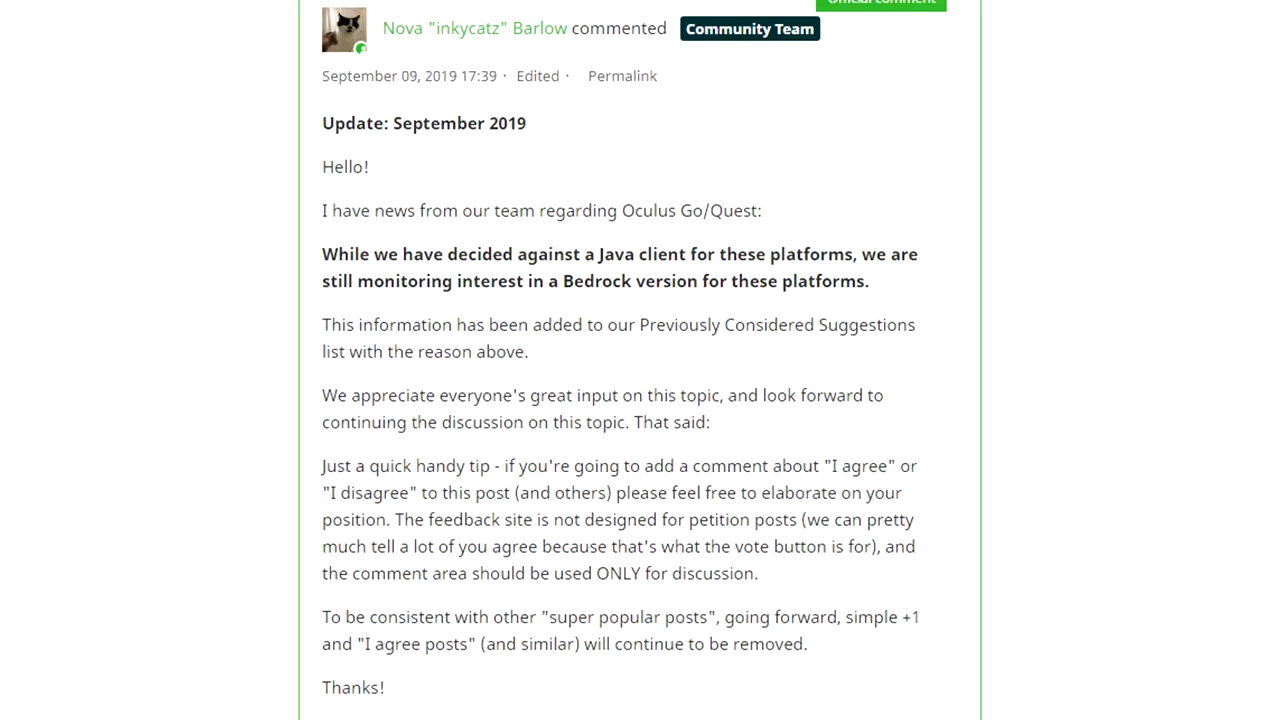 Official comment
Nova "inkycatz" Barlow commented Community Team
September 09, 2019 17:39 · Edited · Permalink
Update: September 2019
Hello!
I have news from our team regarding Oculus Go/Quest:
While we have decided against a Java client for these platforms, we are
still monitoring interest in a Bedrock version for these platforms.
This information has been added to our Previously Considered Suggestions
list with the reason above.
We appreciate everyone's great input on this topic, and look forward to
continuing the discussion on this topic. That said:
Just a quick handy tip - if you're going to add a comment about "I agree" or
"I disagree" to this post (and others) please feel free to elaborate on your
position. The feedback site is not designed for petition posts (we can pretty
much tell a lot of you agree because that's what the vote button is for), and
the comment area should be used ONLY for discussion.
To be consistent with other "super popular posts", going forward, simple +1
and "I agree posts" (and similar) will continue to be removed.
Thanks!